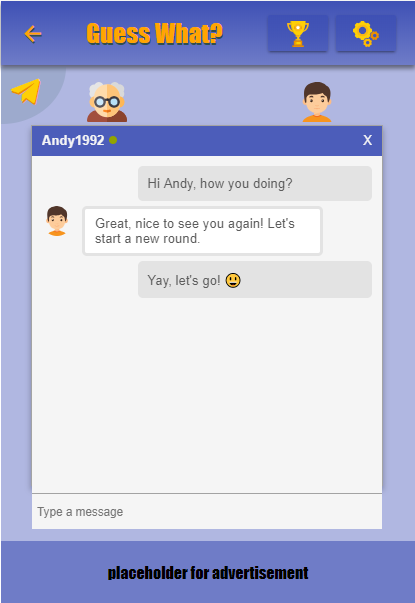 Guess What?
Andy1992
X
Hi Andy, how you doing?
Great, nice to see you again! Let's
start a new round.
Yay, let's go! 😃
Type a message
placeholder for advertisement